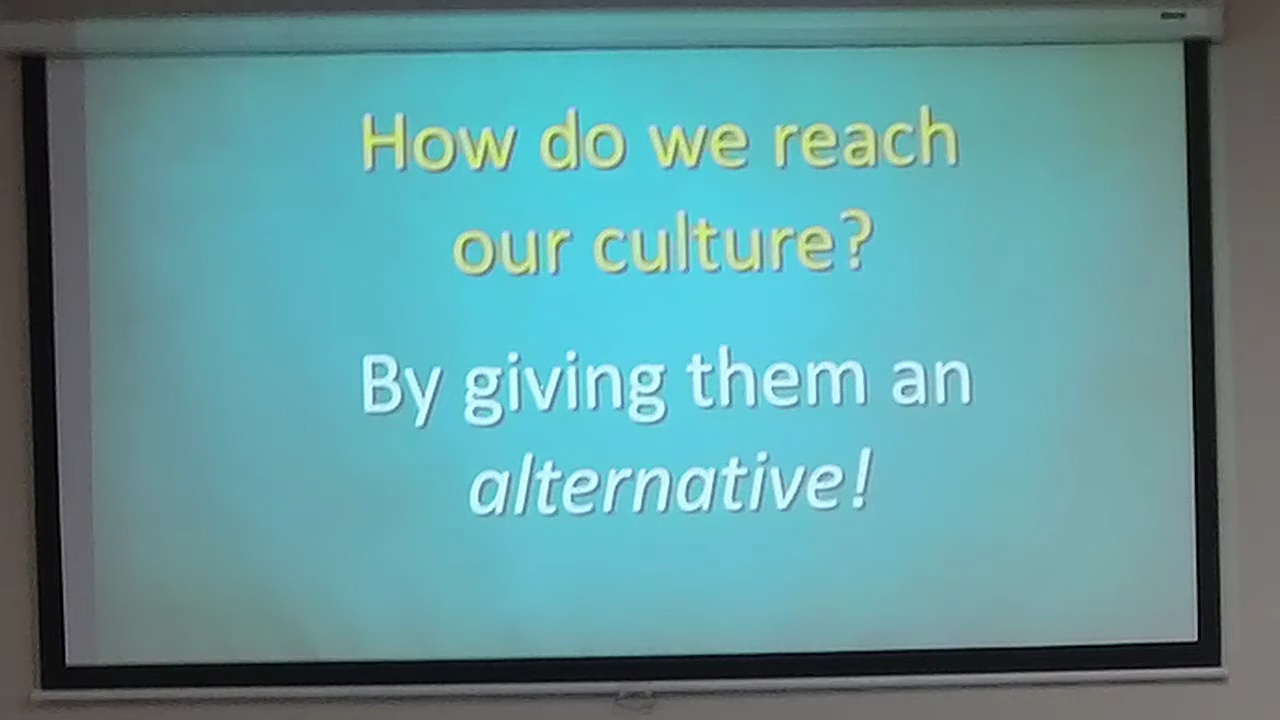 How do we reach
our culture?
By giving them an
alternative!